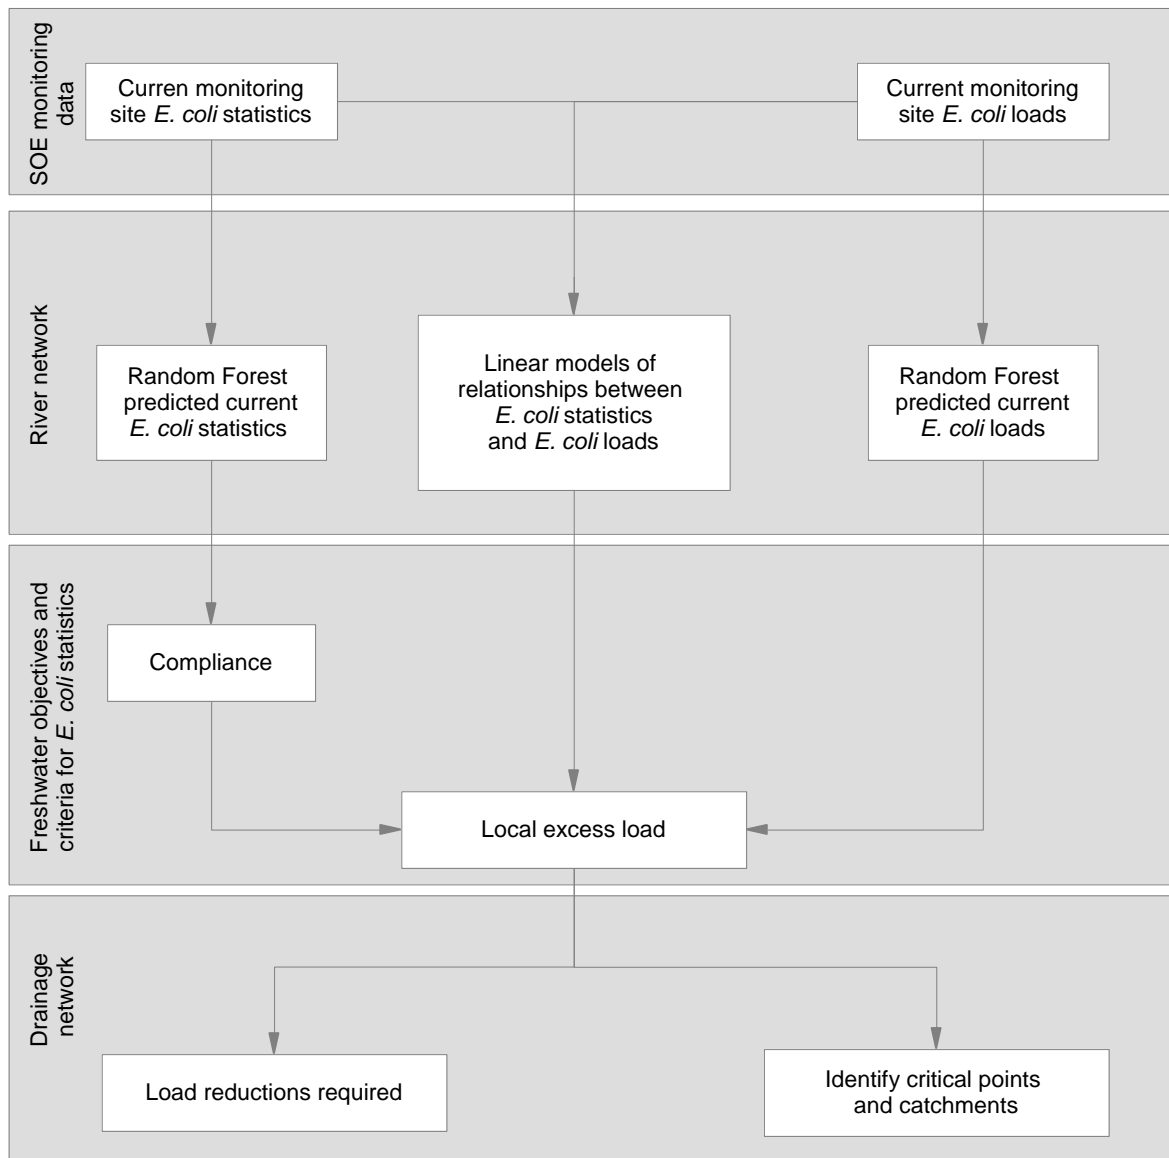 SOE monitoring
data
Curren monitoring
site E. coli statistics
Current monitoring
site E. coli loads
River network
Random Forest
predicted current
E. coli statistics
Linear models of
relationships between
E. coli statistics
and E. coli loads
Random Forest
predicted current
E. coli loads
Freshwater objectives and
criteria for E. coli statistics
Compliance
Local excess load
Drainage
network
Load reductions required
Identify critical points
and catchments